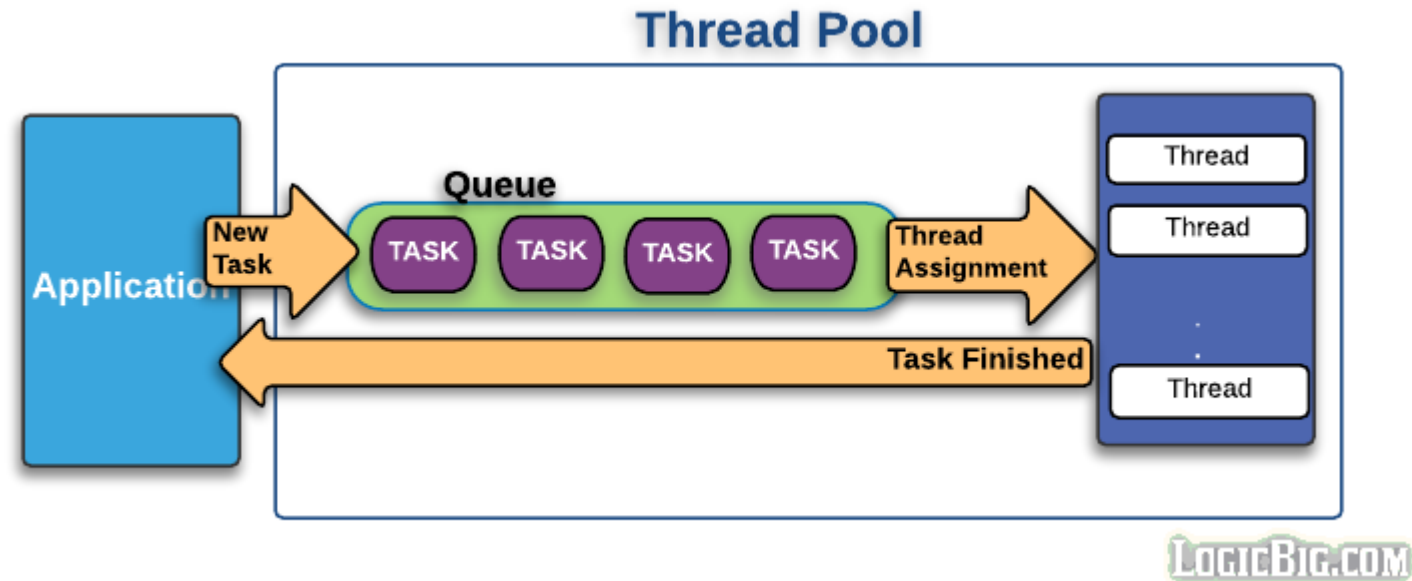 Thread Pool
Application
New
Task
Queue
TASK
TASK
TASK
TASK
Thread
Assignment
Thread
Thread
Thread
Task Finished
LOGICBIG.COM